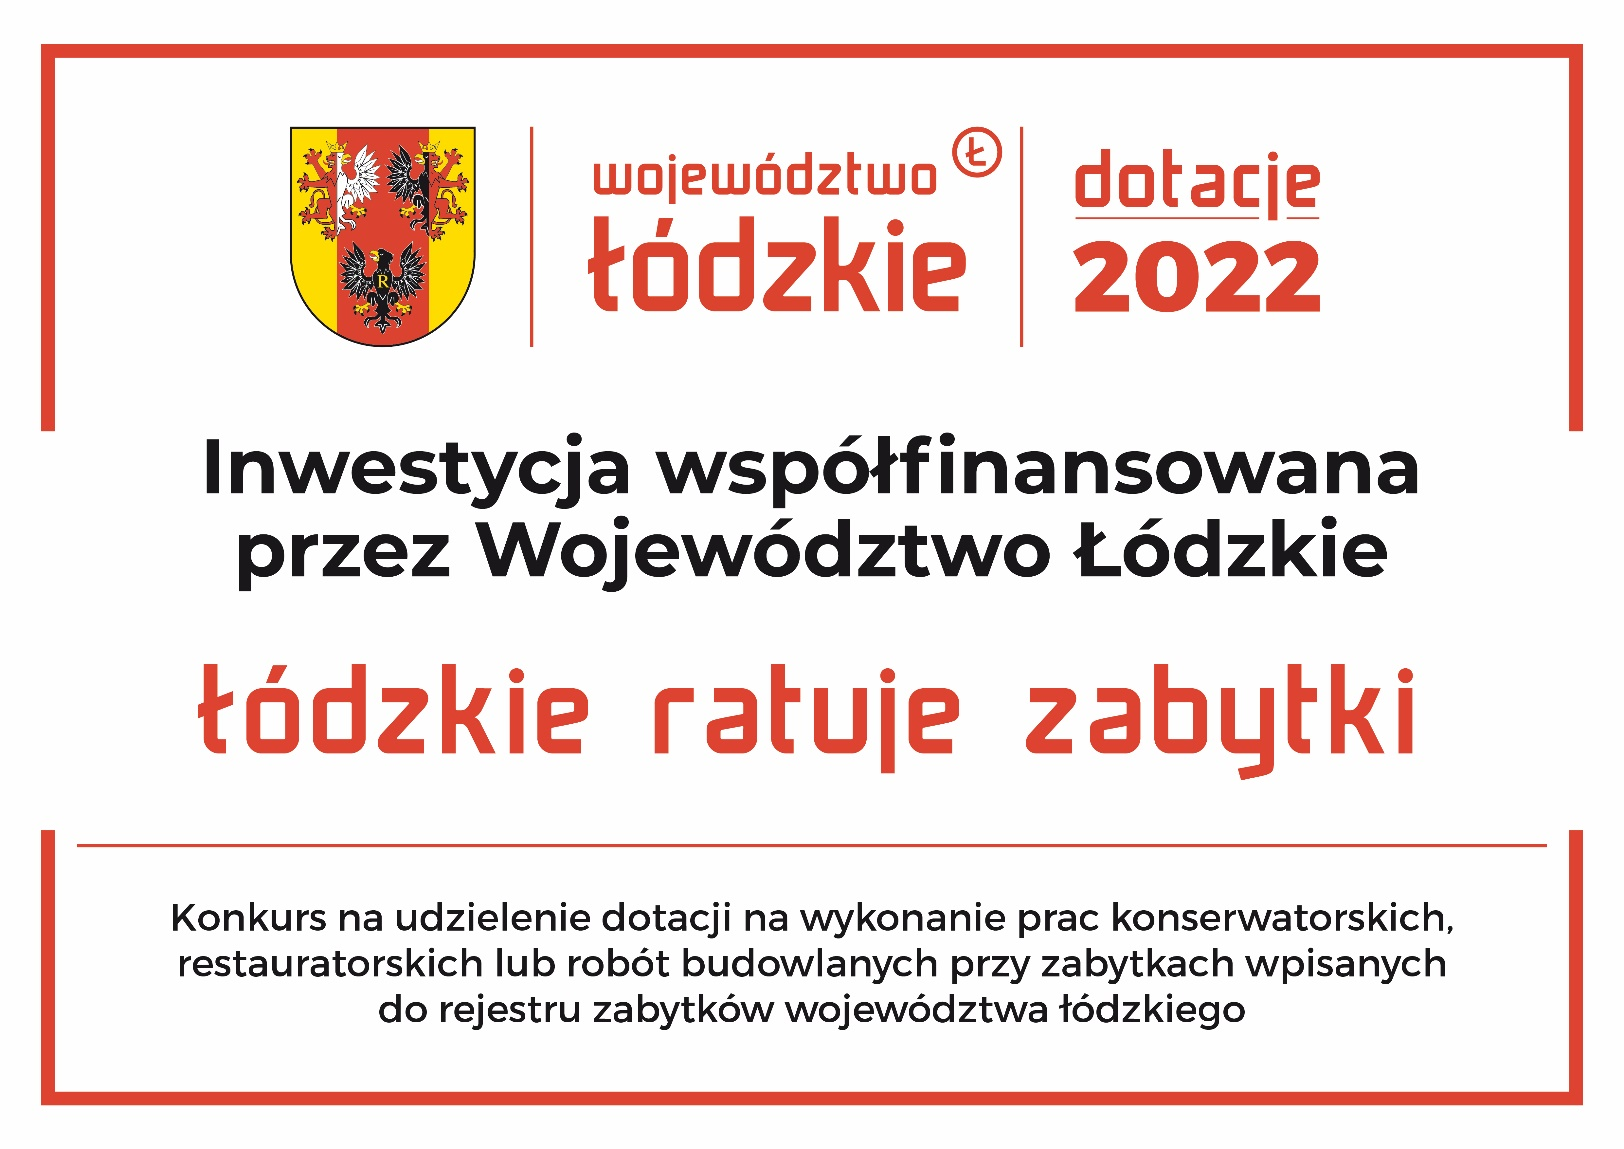 województwo Ł
łódzkie
dotacje
2022
R
Inwestycja współfinansowana
przez Województwo Łódzkie
łódzkie ratuje zabytki
Konkurs na udzielenie dotacji na wykonanie prac konserwatorskich,
restauratorskich lub robót budowlanych przy zabytkach wpisanych
do rejestru zabytków województwa łódzkiego